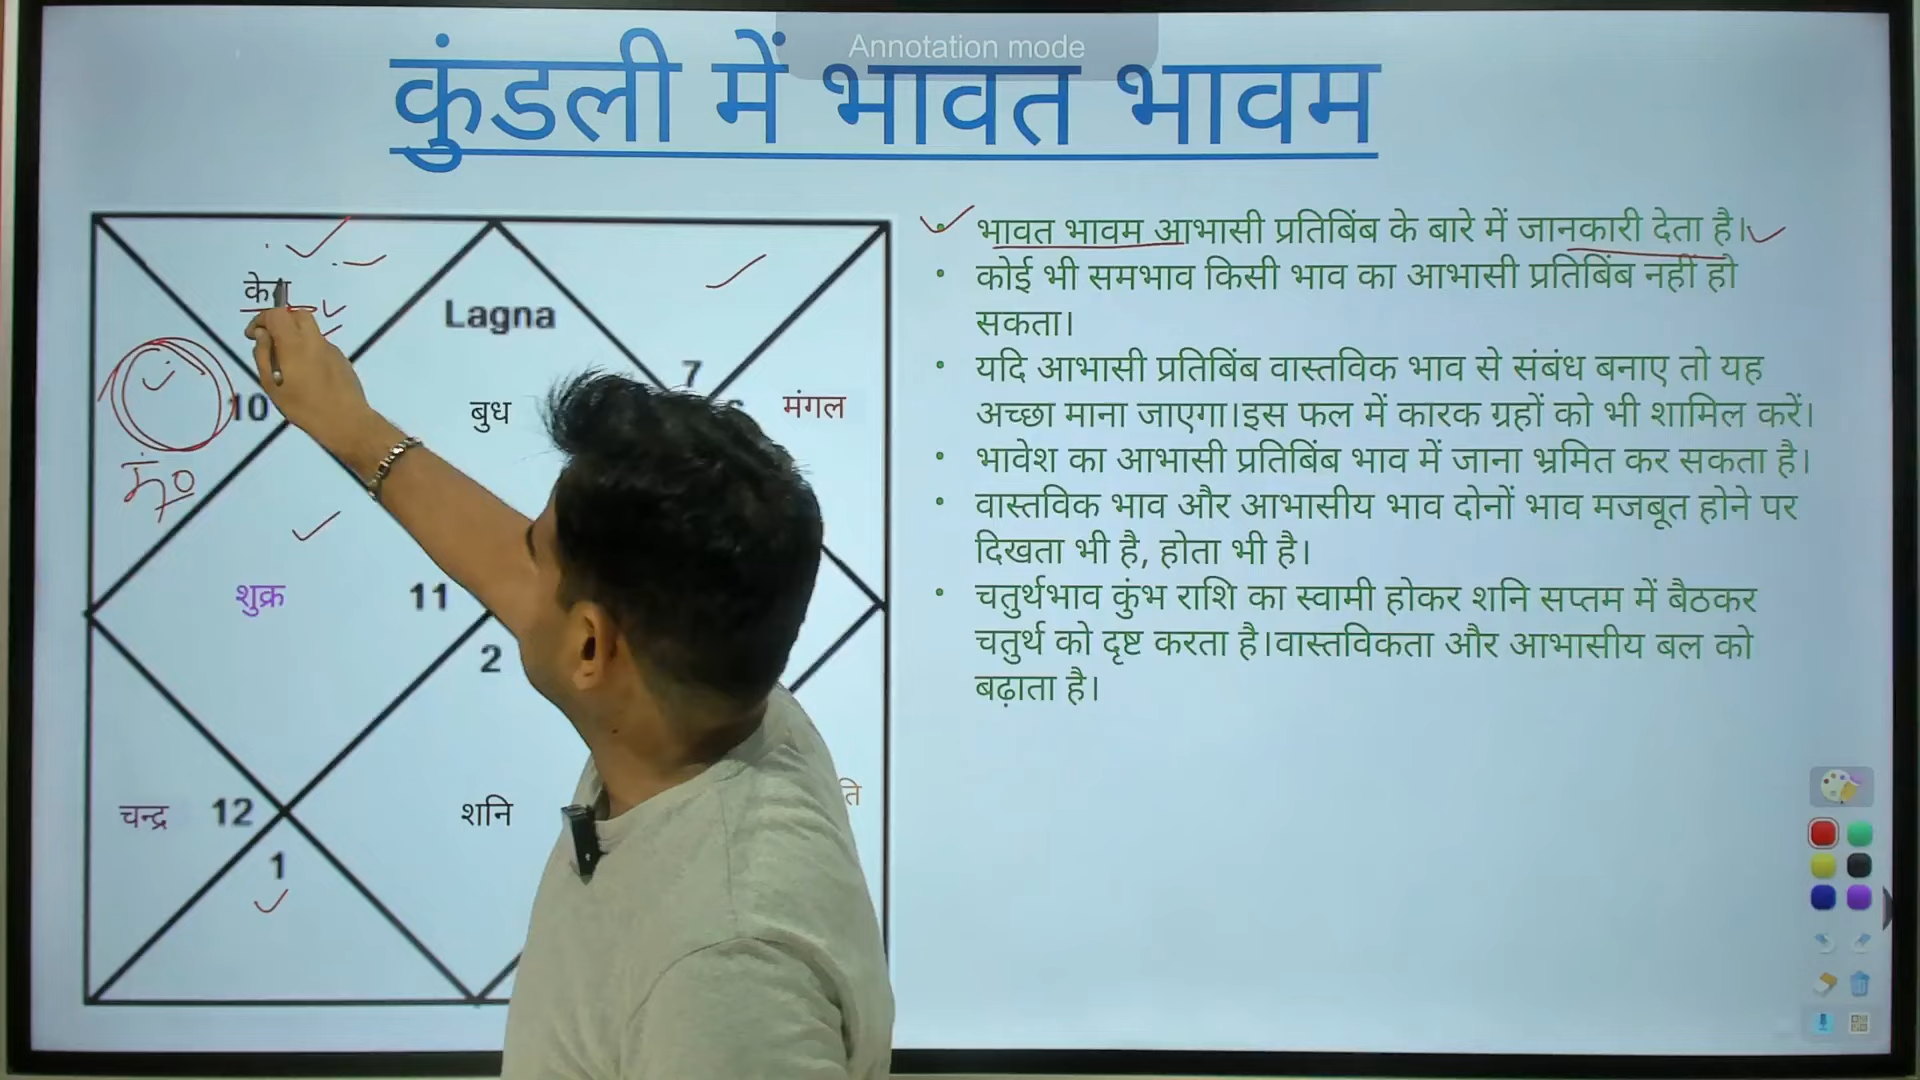 Annotation mode
कुंडली में भावत भावम
Lagna
7
बुध
मंगल
10
मं०
शुक्र
11
2
चन्द्र
12
शनि
1
भावत भावम आभासी प्रतिबिंब के बारे में जानकारी देता है।
कोई भी समभाव किसी भाव का आभासी प्रतिबिंब नहीं हो
सकता।
यदि आभासी प्रतिबिंब वास्तविक भाव से संबंध बनाए तो यह
अच्छा माना जाएगा।इस फल में कारक ग्रहों को भी शामिल करें।
भावेश का आभासी प्रतिबिंब भाव में जाना भ्रमित कर सकता है।
वास्तविक भाव और आभासीय भाव दोनों भाव मजबूत होने पर
दिखता भी है, होता भी है।
चतुर्थभाव कुंभ राशि का स्वामी होकर शनि सप्तम में बैठकर
चतुर्थ को दृष्ट करता है।वास्तविकता और आभासीय बल को
बढ़ाता है।